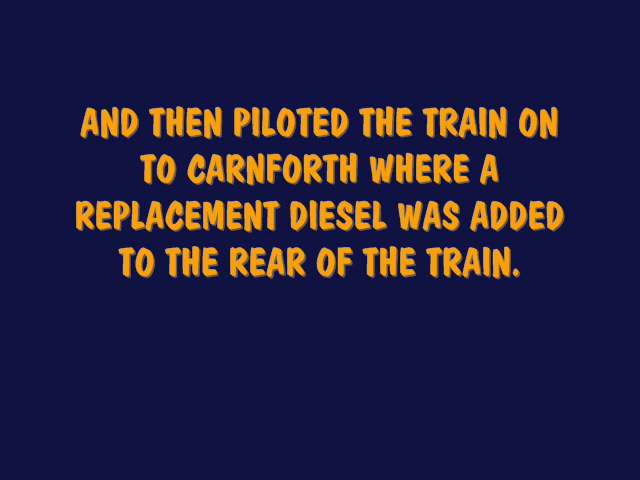 AND THEN PILOTED THE TRAIN ON
TO CARNFORTH WHERE A
REPLACEMENT DIESEL WAS ADDED
TO THE REAR OF THE TRAIN.